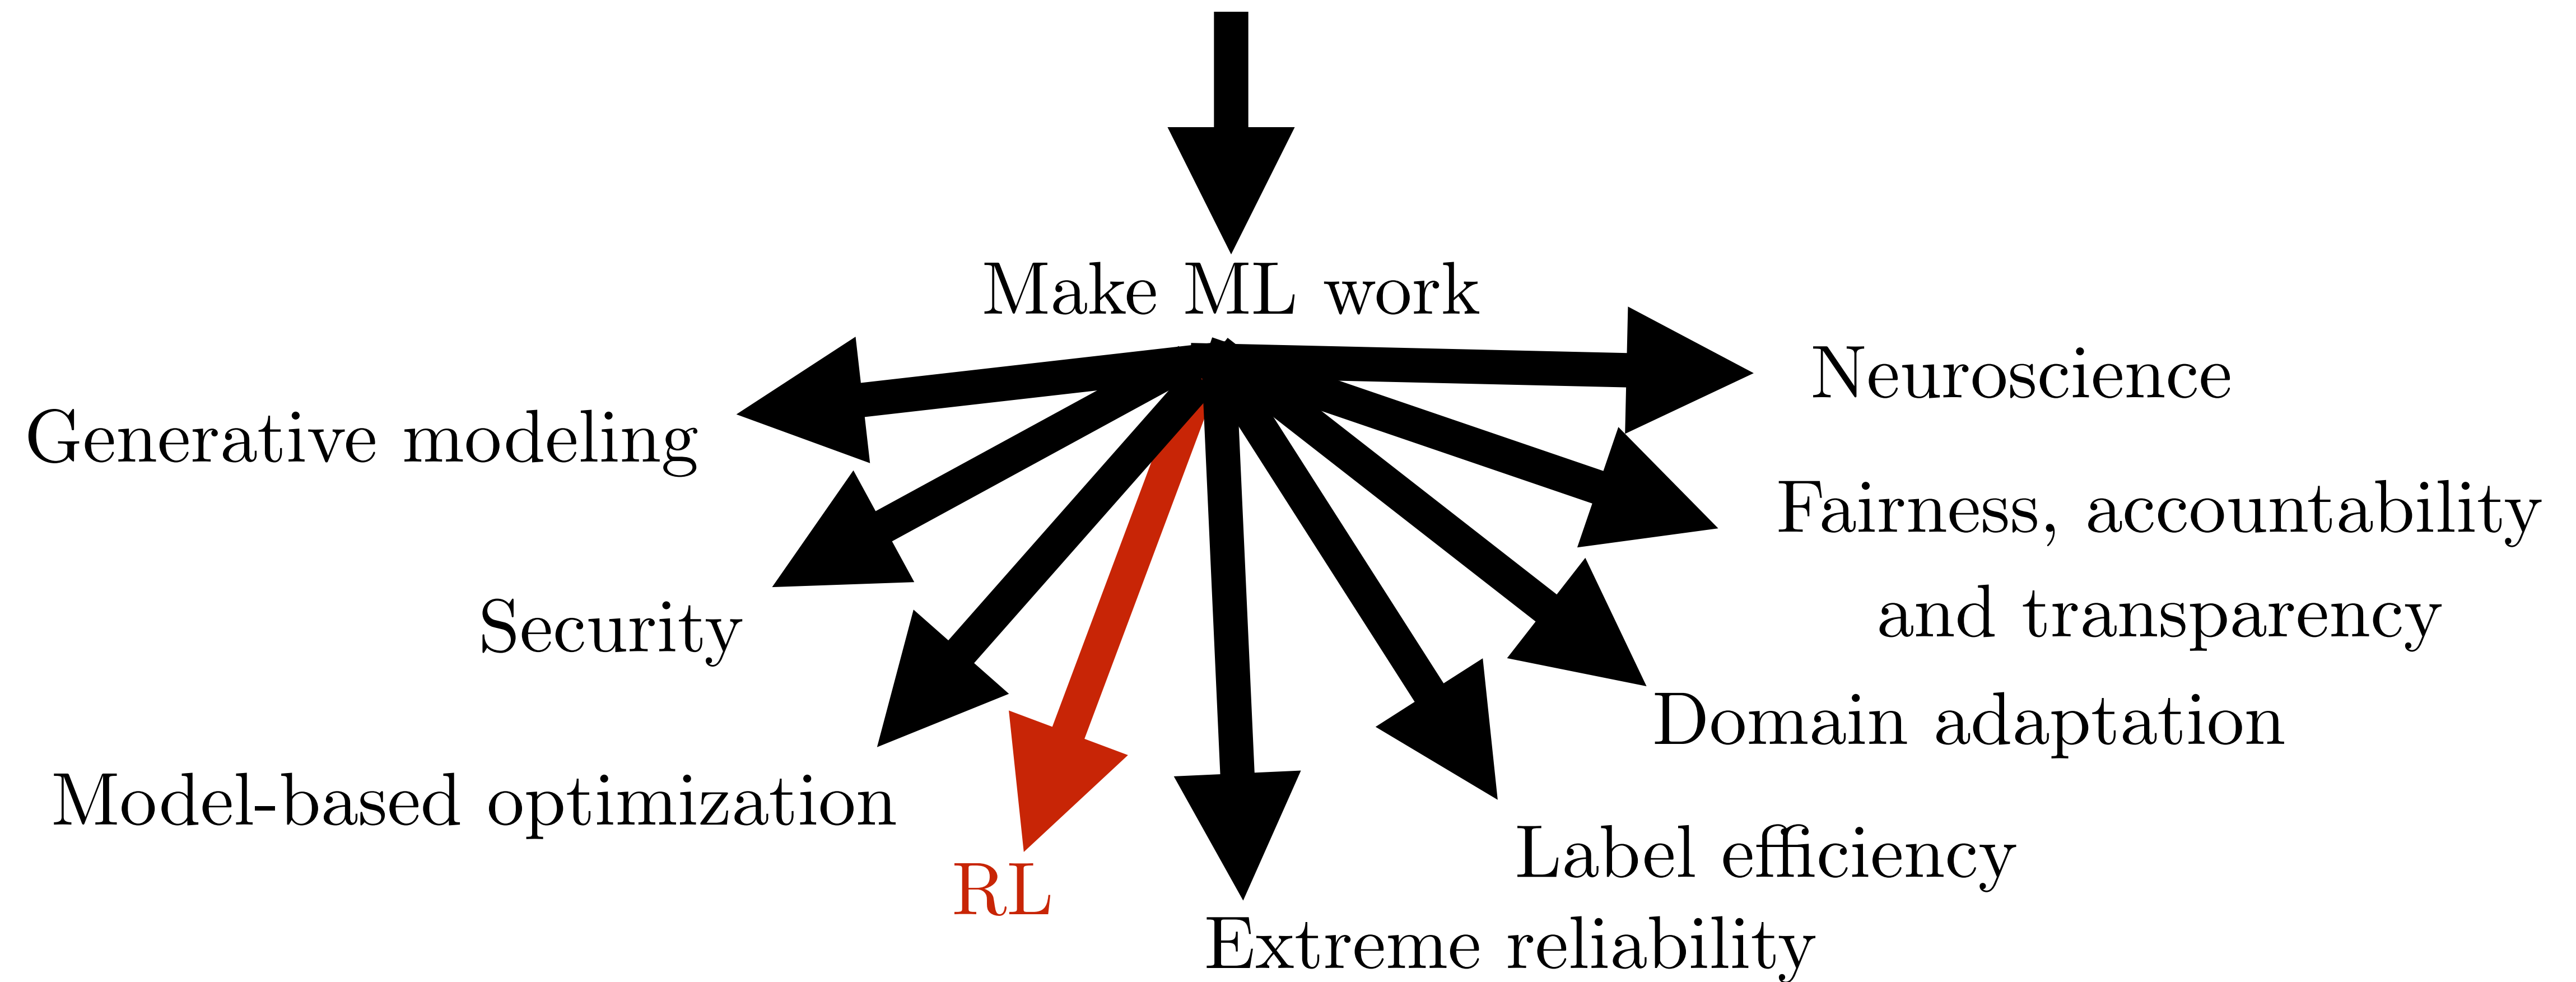 Make ML work
Neuroscience
Generative modeling
Fairness, accountability
and transparency
Security
Domain adaptation
Model-based optimization
Label efficiency
RL
Extreme reliability